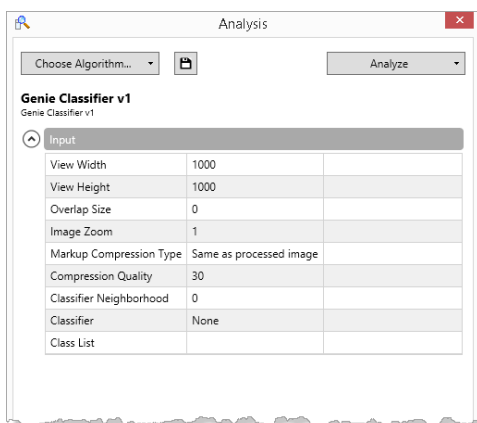 Analysis
Choose Algorithm...
Analyze
Genie Classifier v1
Genie Classifier v1
Input
View Width 1000
View Height 1000
Overlap Size 0
Image Zoom 1
Markup Compression Type Same as processed image
Compression Quality 30
Classifier Neighborhood 0
Classifier None
Class List